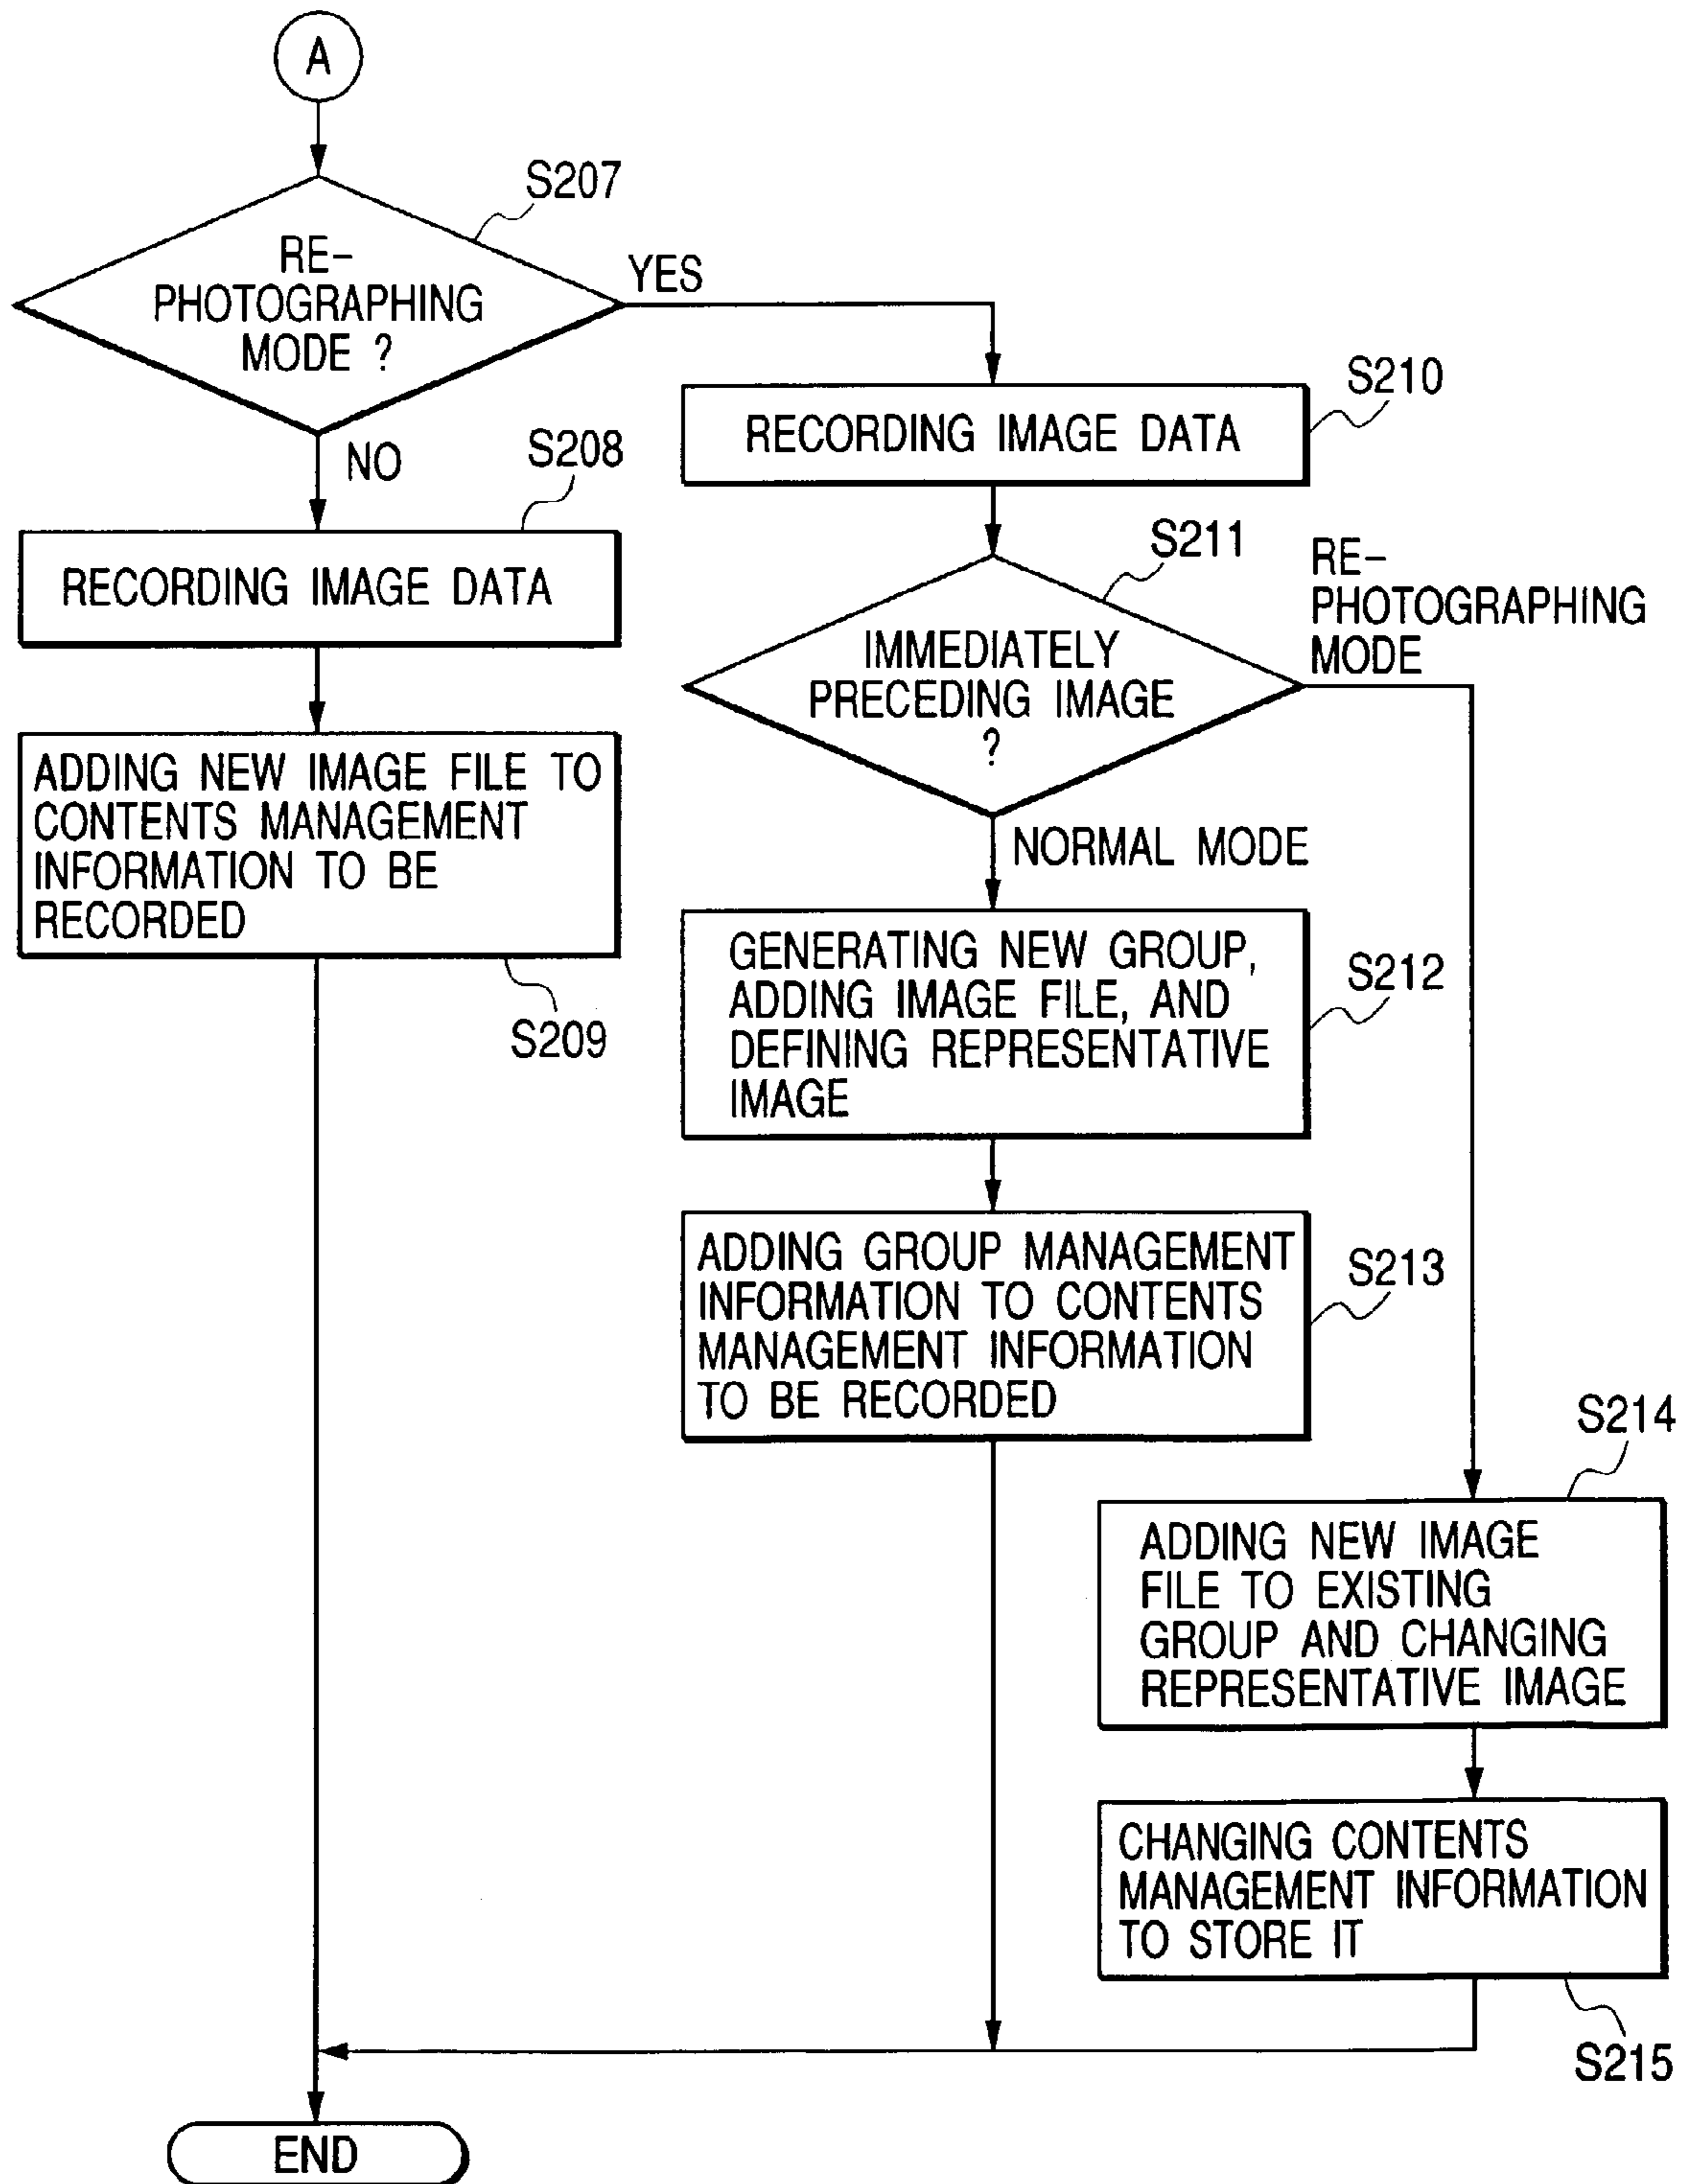 A
S207
RE-
PHOTOGRAPHING
MODE ?
YES
NO
S208
RECORDING IMAGE DATA
ADDING NEW IMAGE FILE TO
CONTENTS MANAGEMENT
INFORMATION TO BE
RECORDED
S209
S210
RECORDING IMAGE DATA
S211
IMMEDIATELY
PRECEDING IMAGE
?
RE-
PHOTOGRAPHING
MODE
NORMAL MODE
GENERATING NEW GROUP,
ADDING IMAGE FILE, AND
DEFINING REPRESENTATIVE
IMAGE
S212
ADDING GROUP MANAGEMENT
INFORMATION TO CONTENTS
MANAGEMENT INFORMATION
TO BE RECORDED
S213
S214
ADDING NEW IMAGE
FILE TO EXISTING
GROUP AND CHANGING
REPRESENTATIVE IMAGE
CHANGING CONTENTS
MANAGEMENT INFORMATION
TO STORE IT
S215
END